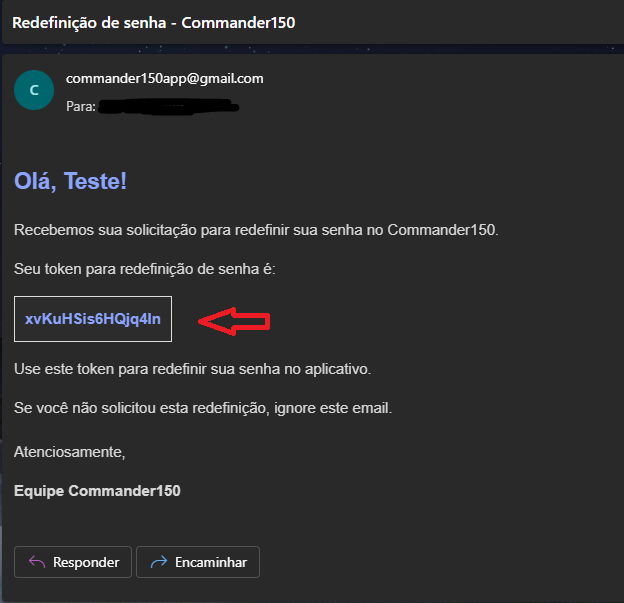 Redefinição de senha - Commander150
C
commander150app@gmail.com
Para:
Olá, Teste!
Recebemos sua solicitação para redefinir sua senha no Commander150.
Seu token para redefinição de senha é:
xvKuHSis6HQjq4In
Use este token para redefinir sua senha no aplicativo.
Se você não solicitou esta redefinição, ignore este email.
Atenciosamente,
Equipe Commander150
Responder
Encaminhar